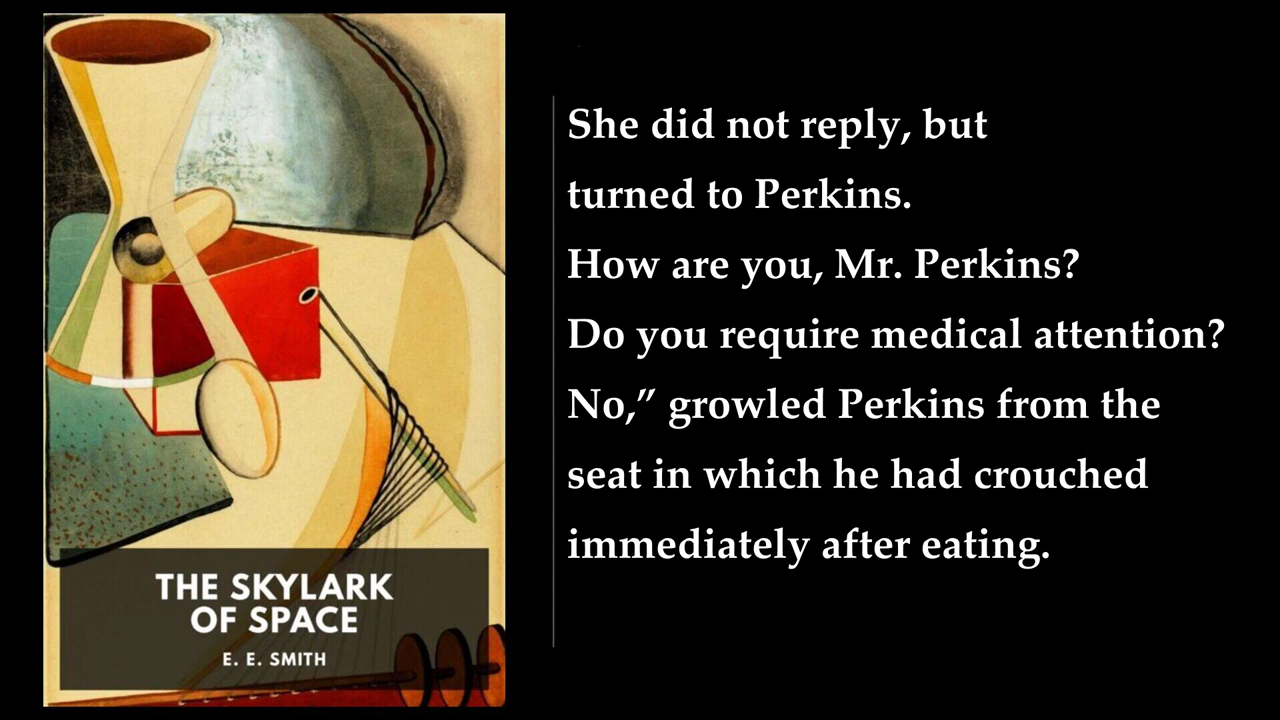 THE SKYLARK
OF SPACE
E. E. SMITH
She did not reply, but
turned to Perkins.
How are you, Mr. Perkins?
Do you require medical attention?
No,” growled Perkins from the
seat in which he had crouched
immediately after eating.